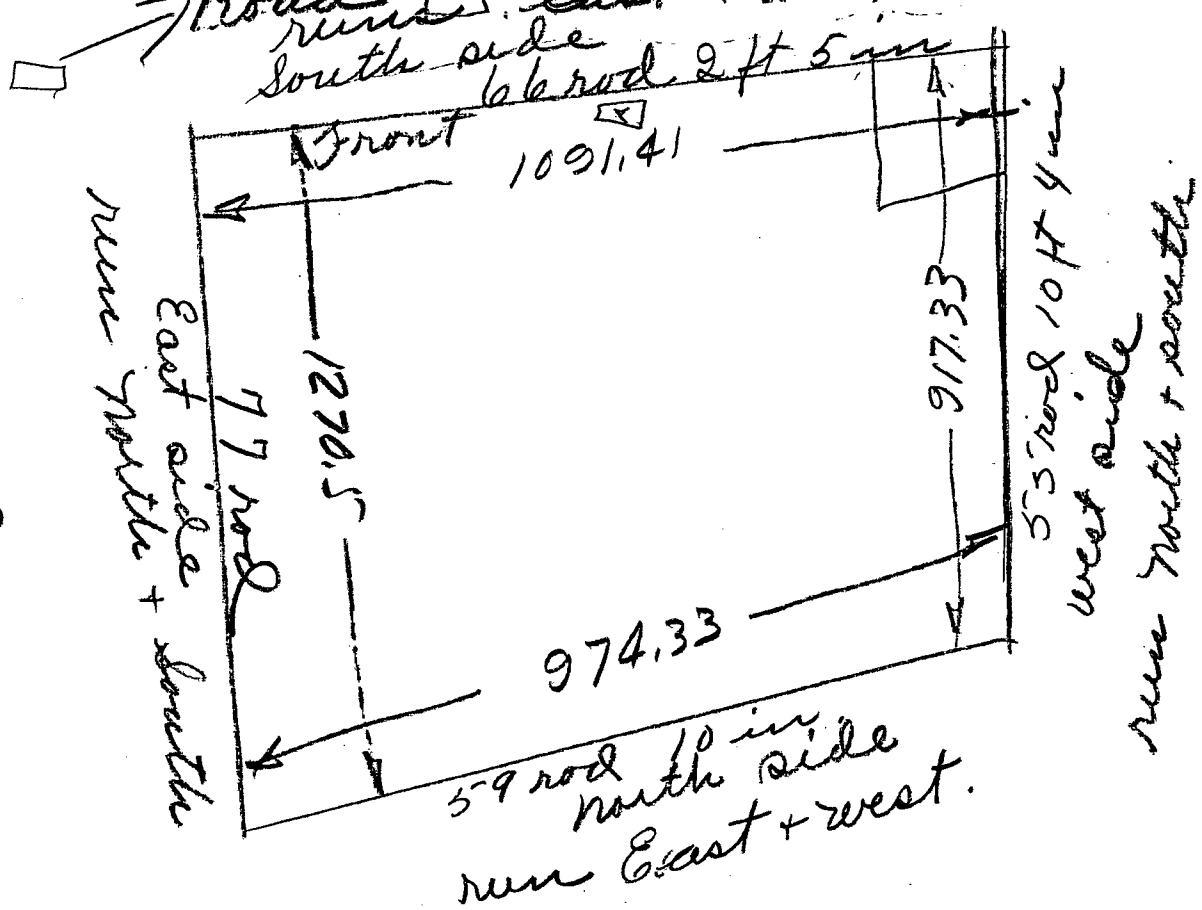 Road
runs east
South side
66 rod 2 ft 5 in
Front
1091.41
run North + South
East side
77 rod
1270.5
917.33
55 rod 10 ft 4 in
west side
run North + south.
974.33
59 rod 10 in
North side
run East + west.